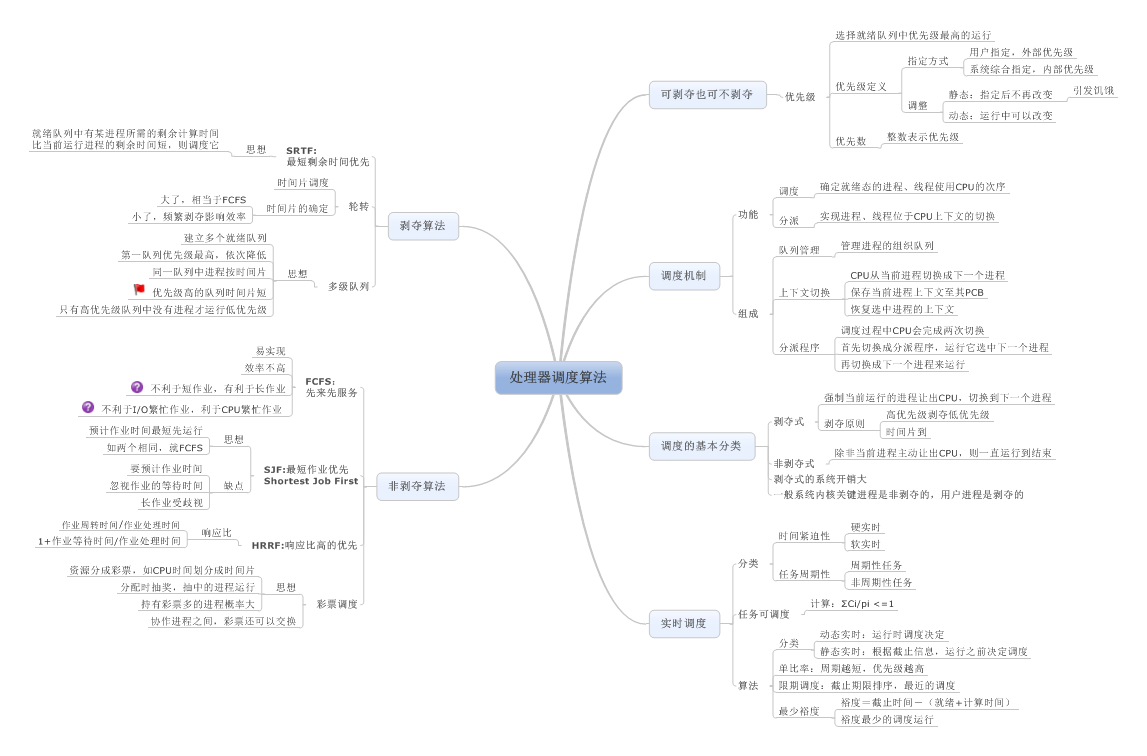 处理器调度算法
可剥夺也可不剥夺
优先级
选择就绪队列中优先级最高的运行
优先级定义
指定方式
用户指定，外部优先级
系统综合指定，内部优先级
调整
静态：指定后不再改变
引发饥饿
动态：运行中可以改变
优先数
整数表示优先级
调度机制
功能
调度
确定就绪态的进程、线程使用CPU的次序
分派
实现进程、线程位于CPU上下文的切换
组成
队列管理
管理进程的组织队列
上下文切换
CPU从当前进程切换成下一个进程
保存当前进程上下文至其PCB
恢复选中进程的上下文
分派程序
调度过程中CPU会完成两次切换
首先切换成分派程序，运行它选中下一个进程
再切换成下一个进程来运行
调度的基本分类
剥夺式
强制当前运行的进程让出CPU，切换到下一个进程
剥夺原则
高优先级剥夺低优先级
时间片到
非剥夺式
除非当前进程主动让出CPU，则一直运行到结束
剥夺式的系统开销大
一般系统内核关键进程是非剥夺的，用户进程是剥夺的
实时调度
分类
时间紧迫性
硬实时
软实时
任务周期性
周期性任务
非周期性任务
任务可调度
计算：ΣCi/pi <=1
算法
分类
动态实时：运行时调度决定
静态实时：根据截止信息，运行之前决定调度
单比率：周期越短，优先级越高
限期调度：截止期限排序，最近的调度
最少裕度
裕度＝截止时间－（就绪+计算时间）
裕度最少的调度运行
剥夺算法
SRTF:
最短剩余时间优先
思想
就绪队列中有某进程所需的剩余计算时间
比当前运行进程的剩余时间短，则调度它
轮转
时间片调度
时间片的确定
大了，相当于FCFS
小了，频繁剥夺影响效率
多级队列
思想
建立多个就绪队列
第一队列优先级最高，依次降低
同一队列中进程按时间片
优先级高的队列时间片短
只有高优先级队列中没有进程才运行低优先级
非剥夺算法
FCFS：
先来先服务
易实现
效率不高
不利于短作业，有利于长作业
不利于I/O繁忙作业，利于CPU繁忙作业
SJF:最短作业优先
Shortest Job First
思想
预计作业时间最短先运行
如两个相同，就FCFS
缺点
要预计作业时间
忽视作业的等待时间
长作业受歧视
HRRF:响应比高的优先
响应比
作业周转时间/作业处理时间
1+作业等待时间/作业处理时间
彩票调度
思想
资源分成彩票，如CPU时间划分成时间片
分配时抽奖，抽中的进程运行
持有彩票多的进程概率大
协作进程之间，彩票还可以交换